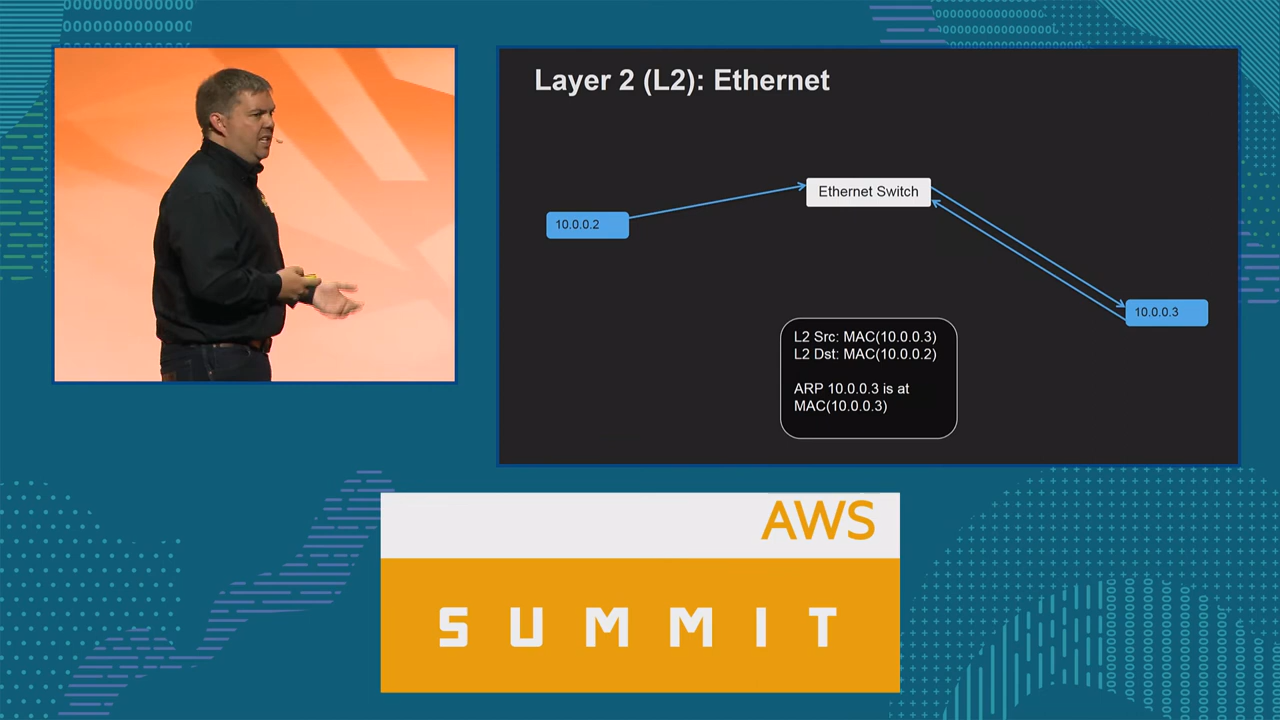 Layer 2 (L2): Ethernet
Ethernet Switch
10.0.0.2
10.0.0.3
L2 Src: MAC(10.0.0.3)
L2 Dst: MAC(10.0.0.2)
ARP 10.0.0.3 is at
MAC(10.0.0.3)
AWS
SUMMIT